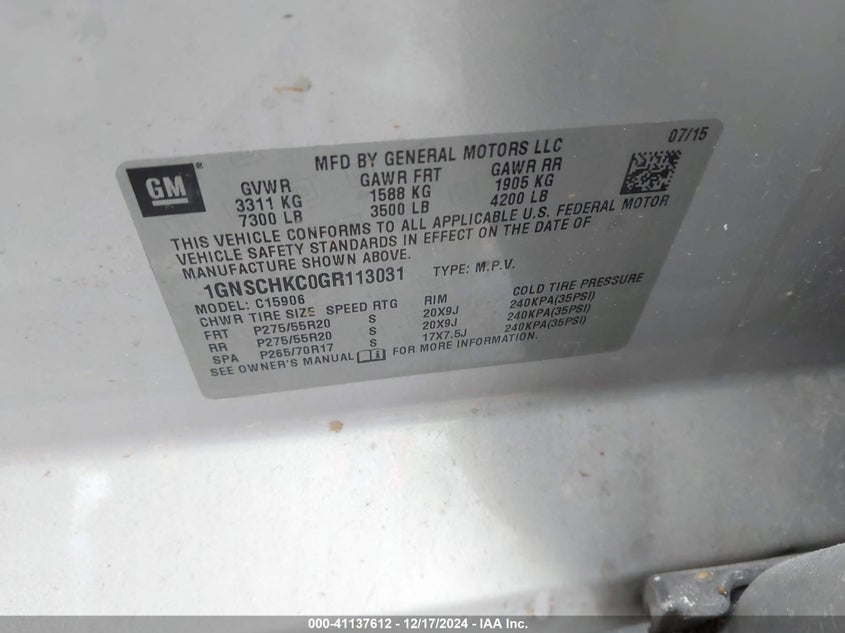 07/15
MFD BY GENERAL MOTORS LLC
GM®
GVWR GAWR FRT GAWR RR
3311 KG 1588 KG 1905 KG
7300 LB 3500 LB 4200 LB
THIS VEHICLE CONFORMS TO ALL APPLICABLE U.S. FEDERAL MOTOR
VEHICLE SAFETY STANDARDS IN EFFECT ON THE DATE OF
MANUFACTURE SHOWN ABOVE.
1GNSCHKC0GR113031 TYPE: M.P.V.
MODEL: C15906
CHWR TIRE SIZE SPEED RTG RIM COLD TIRE PRESSURE
FRT P275/55R20 S 20X9J 240KPA(35PSI)
RR P275/55R20 S 20X9J 240KPA(35PSI)
SPA P265/70R17 S 17X7.5J 240KPA(35PSI)
SEE OWNER'S MANUAL FOR MORE INFORMATION.
000-41137612 - 12/17/2024 - IAA Inc.